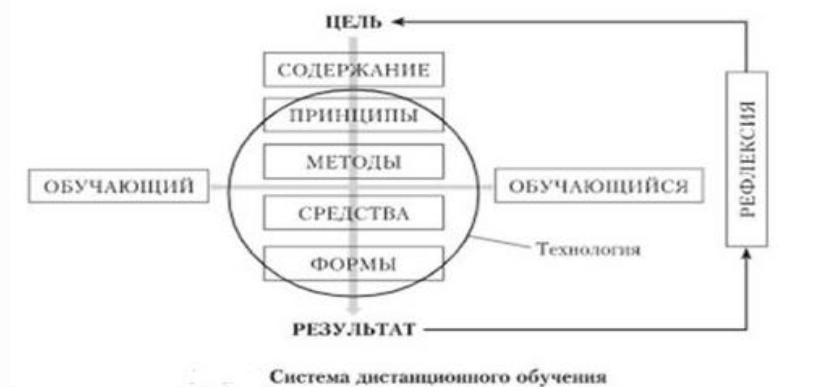 ЦЕЛЬ
СОДЕРЖАНИЕ
ПРИНЦИПЫ
МЕТОДЫ
ОБУЧАЮЩИЙ
ОБУЧАЮЩИЙСЯ
РЕФЛЕКСИЯ
СРЕДСТВА
Технология
ФОРМЫ
РЕЗУЛЬТАТ
Система дистанционного обучения